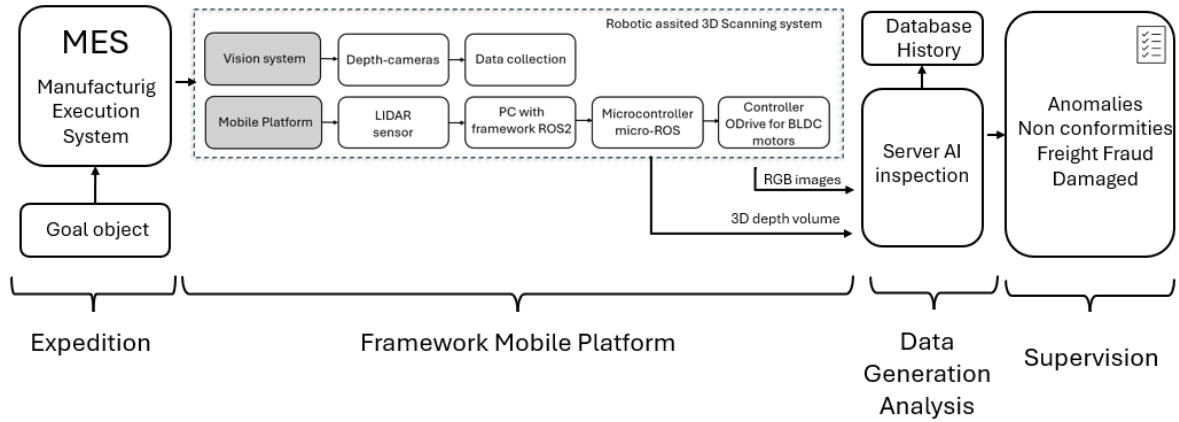 MES
Manufacturig
Execution
System
Goal object
Robotic assited 3D Scanning system
Vision system
Depth-cameras
Data collection
Mobile Platform
LIDAR
sensor
PC with
framework ROS2
Microcontroller
micro-ROS
Controller
ODrive for BLDC
motors
RGB images
3D depth volume
Database
History
Server AI
inspection
Anomalies
Non conformities
Freight Fraud
Damaged
Expedition
Framework Mobile Platform
Data
Generation
Analysis
Supervision